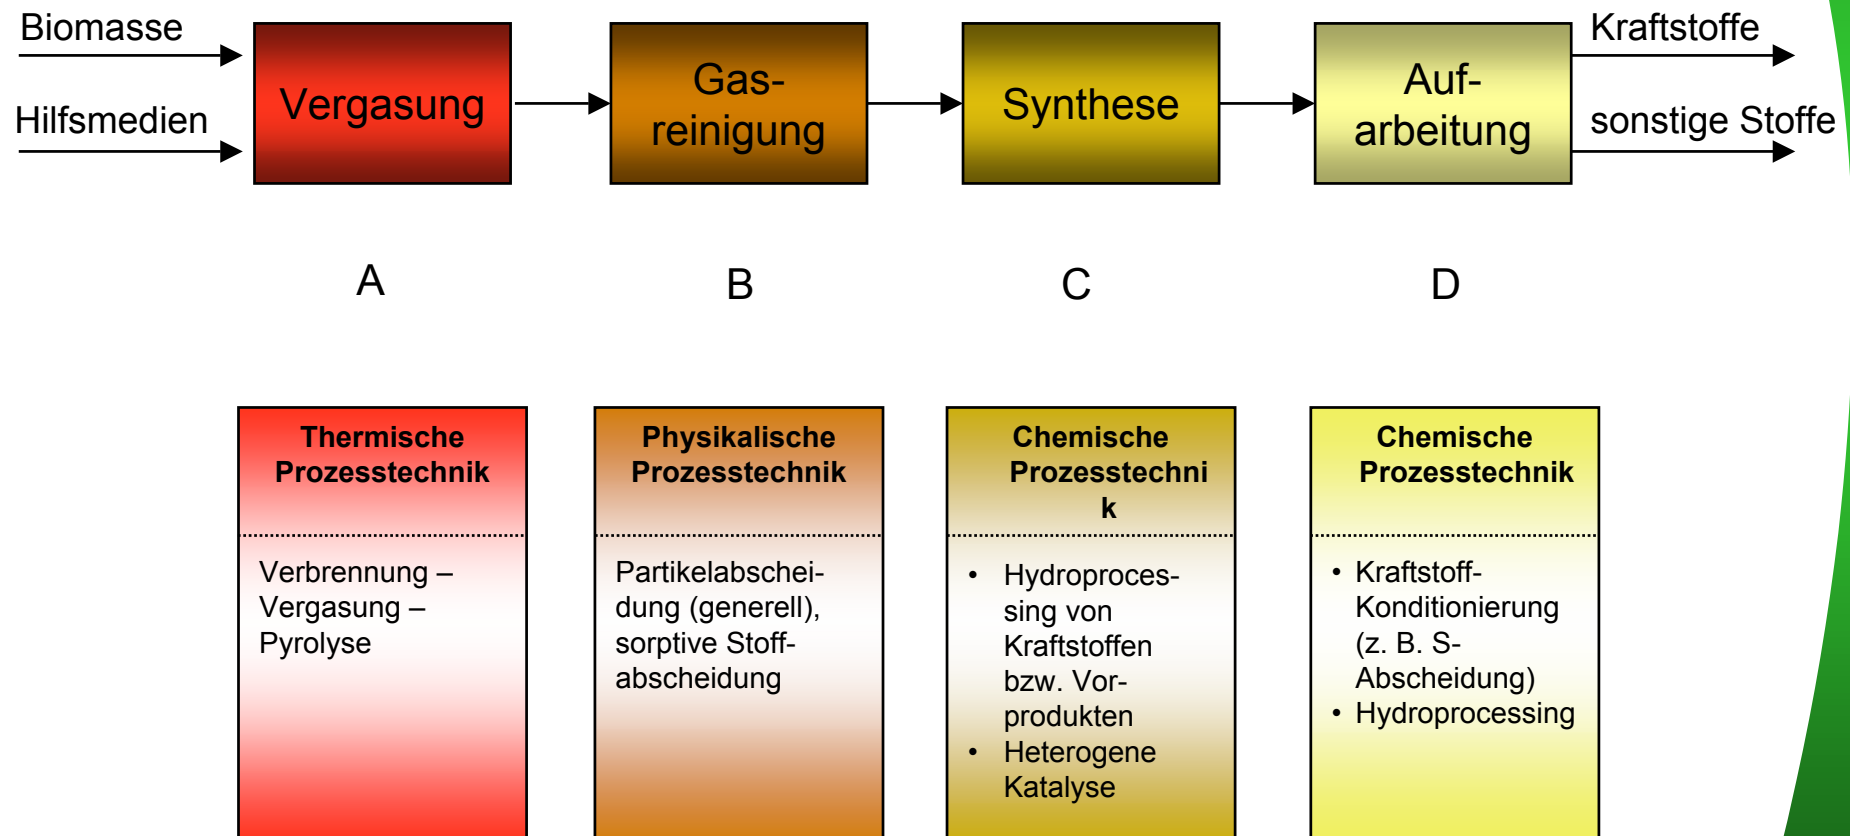 Biomasse
Hilfsmedien
Vergasung
Gas-
reinigung
Synthese
Auf-
arbeitung
Kraftstoffe
sonstige Stoffe
A
B
C
D
Thermische
Prozesstechnik
Verbrennung –
Vergasung –
Pyrolyse
Physikalische
Prozesstechnik
Partikelabschei-
dung (generell),
sorptive Stoff-
abscheidung
Chemische
Prozesstechni
k
• Hydroproces-
sing von
Kraftstoffen
bzw. Vor-
produkten
• Heterogene
Katalyse
Chemische
Prozesstechnik
• Kraftstoff-
Konditionierung
(z. B. S-
Abscheidung)
• Hydroprocessing